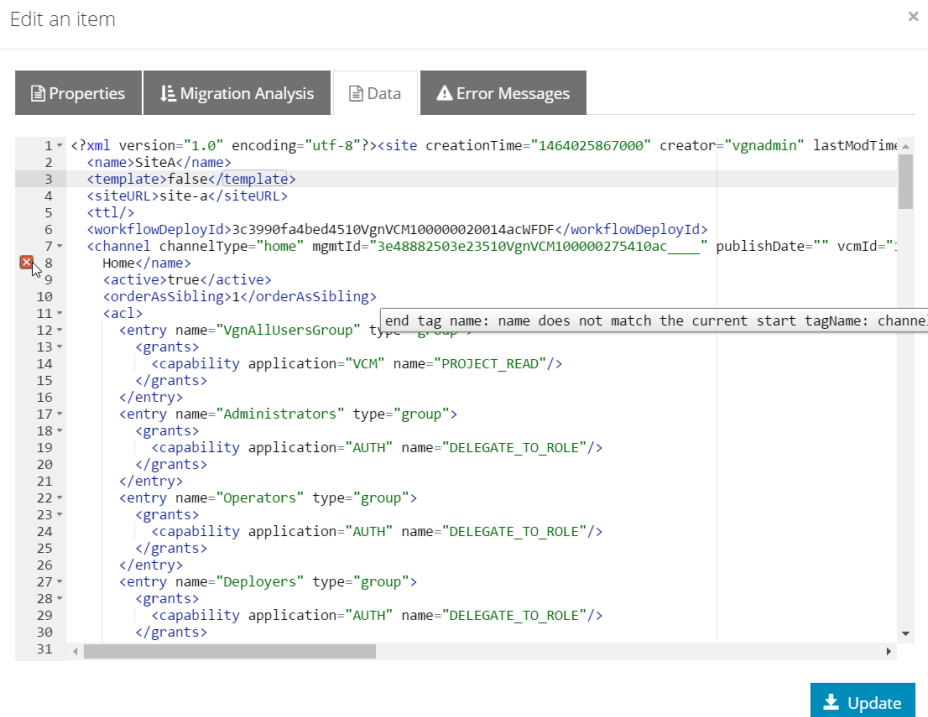 Edit an item ×
Properties Migration Analysis Data Error Messages
1 <?xml version="1.0" encoding="utf-8"?><site creationTime="1464025867000" creator="vgnadmin" lastModTime
2 <name>SiteA</name>
3 <template>false</template>
4 <siteURL>site-a</siteURL>
5 <ttl/>
6 <workflowDeployId>3c3990fa4bed4510VgnVCM100000020014acWFDF</workflowDeployId>
7 <channel channelType="home" mgmtId="3e48882503e23510VgnVCM100000275410ac____" publishDate="" vcmId="
8 Home</name>
9 <active>true</active>
10 <orderAsSibling>1</orderAsSibling>
11 <acl>
end tag name: name does not match the current start tagName: channel
12 <entry name="VgnAllUsersGroup" type="group">
13 <grants>
14 <capability application="VCM" name="PROJECT_READ"/>
15 </grants>
16 </entry>
17 <entry name="Administrators" type="group">
18 <grants>
19 <capability application="AUTH" name="DELEGATE_TO_ROLE"/>
20 </grants>
21 </entry>
22 <entry name="Operators" type="group">
23 <grants>
24 <capability application="AUTH" name="DELEGATE_TO_ROLE"/>
25 </grants>
26 </entry>
27 <entry name="Deployers" type="group">
28 <grants>
29 <capability application="AUTH" name="DELEGATE_TO_ROLE"/>
30 </grants>
31
Update